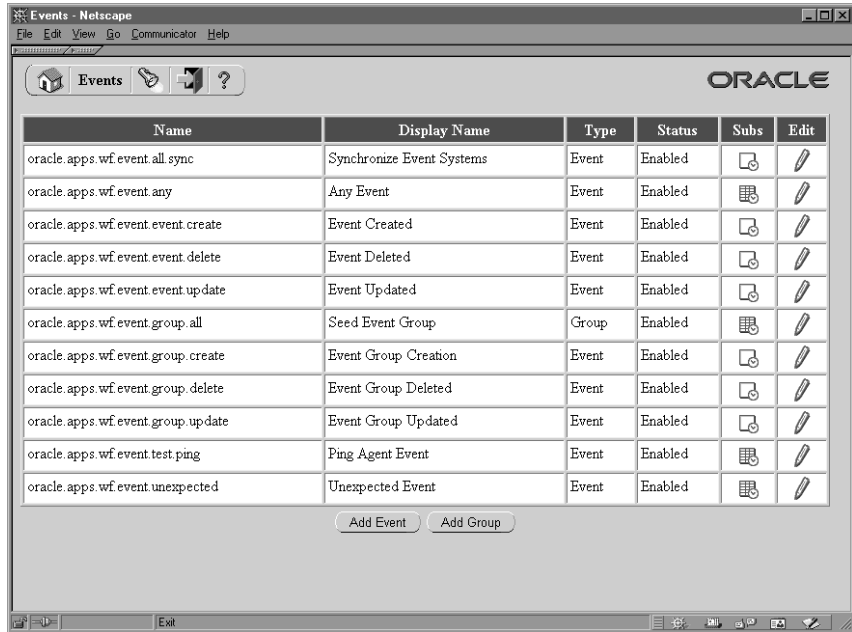 Events - Netscape
File Edit View Go Communicator Help
Events ?
ORACLE
Name Display Name Type Status Subs Edit
oracle.apps.wf.event.all.sync Synchronize Event Systems Event Enabled
oracle.apps.wf.event.any Any Event Event Enabled
oracle.apps.wf.event.event.create Event Created Event Enabled
oracle.apps.wf.event.event.delete Event Deleted Event Enabled
oracle.apps.wf.event.event.update Event Updated Event Enabled
oracle.apps.wf.event.group.all Seed Event Group Group Enabled
oracle.apps.wf.event.group.create Event Group Creation Event Enabled
oracle.apps.wf.event.group.delete Event Group Deleted Event Enabled
oracle.apps.wf.event.group.update Event Group Updated Event Enabled
oracle.apps.wf.event.test.ping Ping Agent Event Event Enabled
oracle.apps.wf.event.unexpected Unexpected Event Event Enabled
Add Event Add Group
Exit